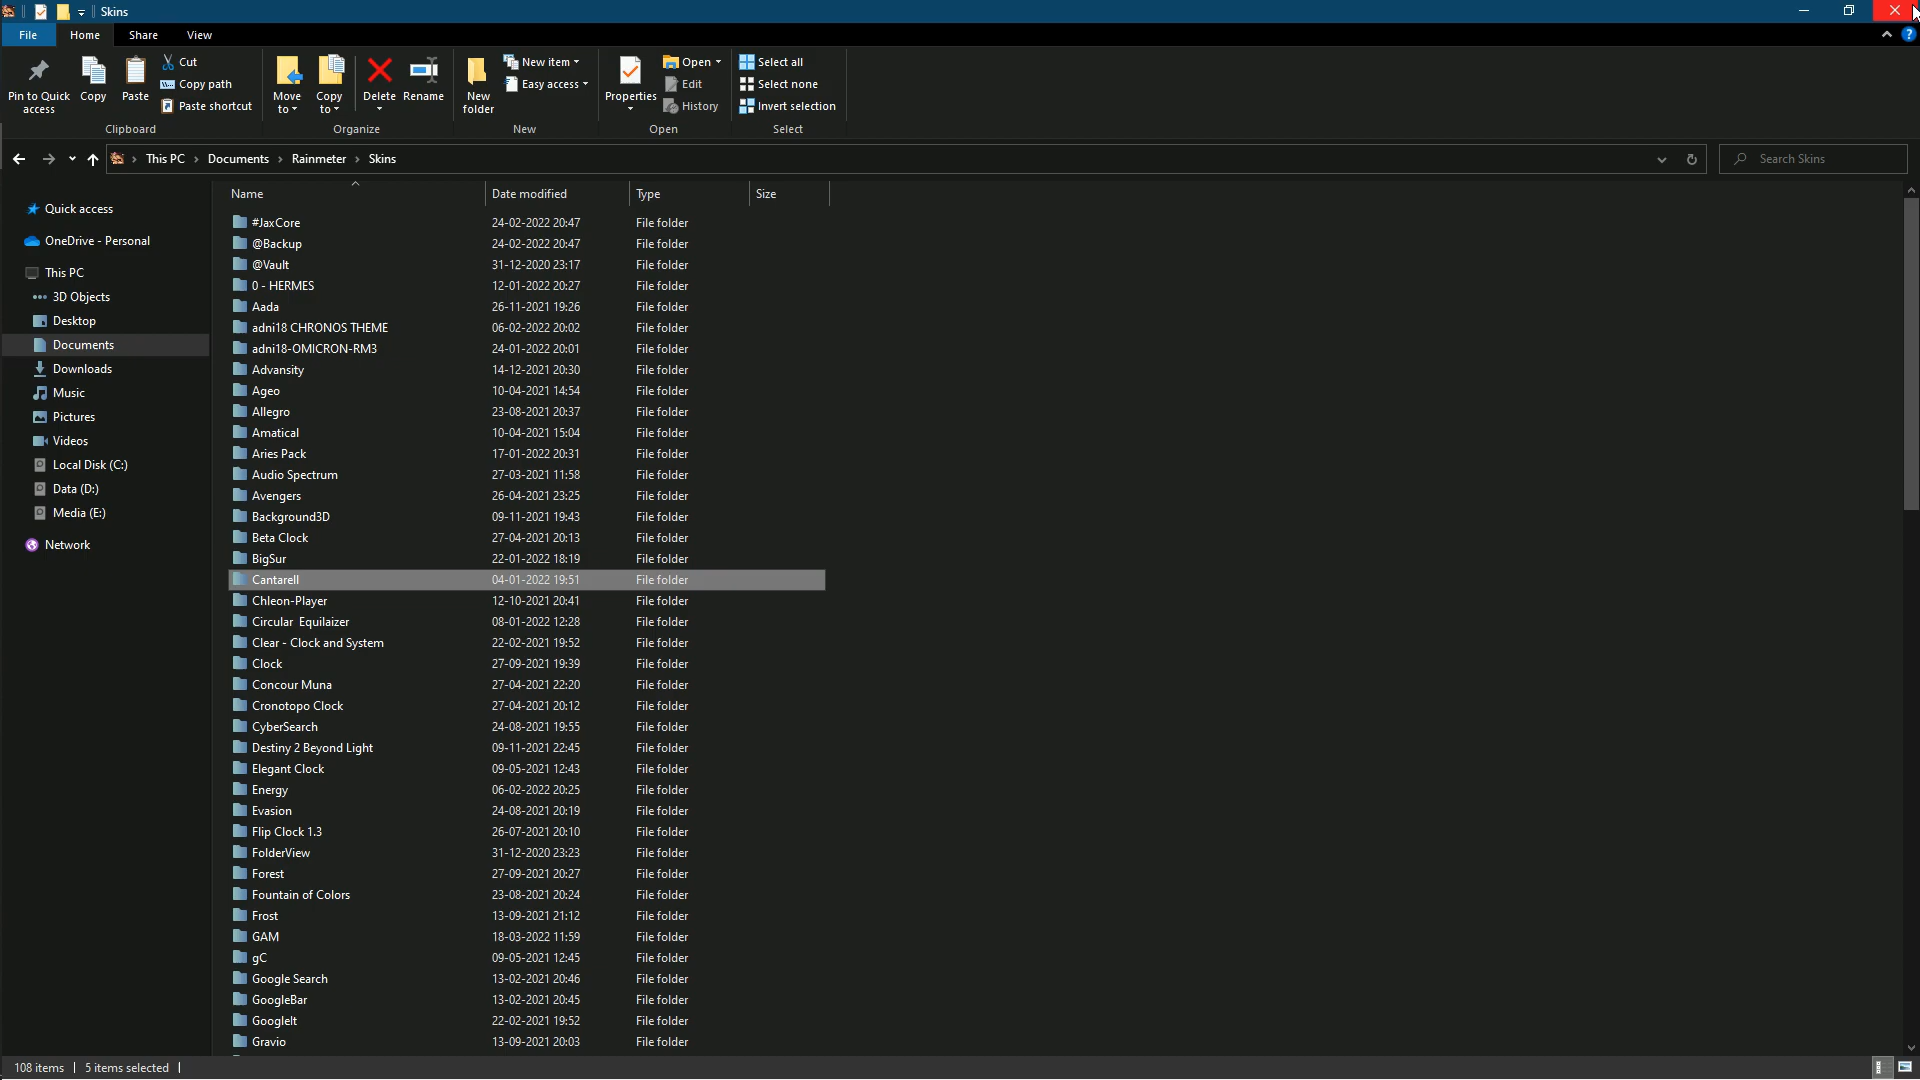 Skins
File Home Share View
Pin to Quick access
Copy
Paste
Cut
Copy path
Paste shortcut
Clipboard
Move to
Copy to
Delete
Rename
Organize
New folder
New item
Easy access
New
Properties
Open
Edit
History
Open
Select all
Select none
Invert selection
Select
This PC › Documents › Rainmeter › Skins
Search Skins
Quick access
OneDrive - Personal
This PC
3D Objects
Desktop
Documents
Downloads
Music
Pictures
Videos
Local Disk (C:)
Data (D:)
Media (E:)
Network
Name Date modified Type Size
#JaxCore 24-02-2022 20:47 File folder
@Backup 24-02-2022 20:47 File folder
@Vault 31-12-2020 23:17 File folder
0 - HERMES 12-01-2022 20:27 File folder
Aada 26-11-2021 19:26 File folder
adni18 CHRONOS THEME 06-02-2022 20:02 File folder
adni18-OMICRON-RM3 24-01-2022 20:01 File folder
Advansity 14-12-2021 20:30 File folder
Ageo 10-04-2021 14:54 File folder
Allegro 23-08-2021 20:37 File folder
Amatical 10-04-2021 15:04 File folder
Aries Pack 17-01-2022 20:31 File folder
Audio Spectrum 27-03-2021 11:58 File folder
Avengers 26-04-2021 23:25 File folder
Background3D 09-11-2021 19:43 File folder
Beta Clock 27-04-2021 20:13 File folder
BigSur 22-01-2022 18:19 File folder
Cantarell 04-01-2022 19:51 File folder
Chleon-Player 12-10-2021 20:41 File folder
Circular Equilaizer 08-01-2022 12:28 File folder
Clear - Clock and System 22-02-2021 19:52 File folder
Clock 27-09-2021 19:39 File folder
Concour Muna 27-04-2021 22:20 File folder
Cronotopo Clock 27-04-2021 20:12 File folder
CyberSearch 24-08-2021 19:55 File folder
Destiny 2 Beyond Light 09-11-2021 22:45 File folder
Elegant Clock 09-05-2021 12:43 File folder
Energy 06-02-2022 20:25 File folder
Evasion 24-08-2021 20:19 File folder
Flip Clock 1.3 26-07-2021 20:10 File folder
FolderView 31-12-2020 23:23 File folder
Forest 27-09-2021 20:27 File folder
Fountain of Colors 23-08-2021 20:24 File folder
Frost 13-09-2021 21:12 File folder
GAM 18-03-2022 11:59 File folder
gC 09-05-2021 12:45 File folder
Google Search 13-02-2021 20:46 File folder
GoogleBar 13-02-2021 20:45 File folder
GoogleIt 22-02-2021 19:52 File folder
Gravio 13-09-2021 20:03 File folder
108 items 5 items selected